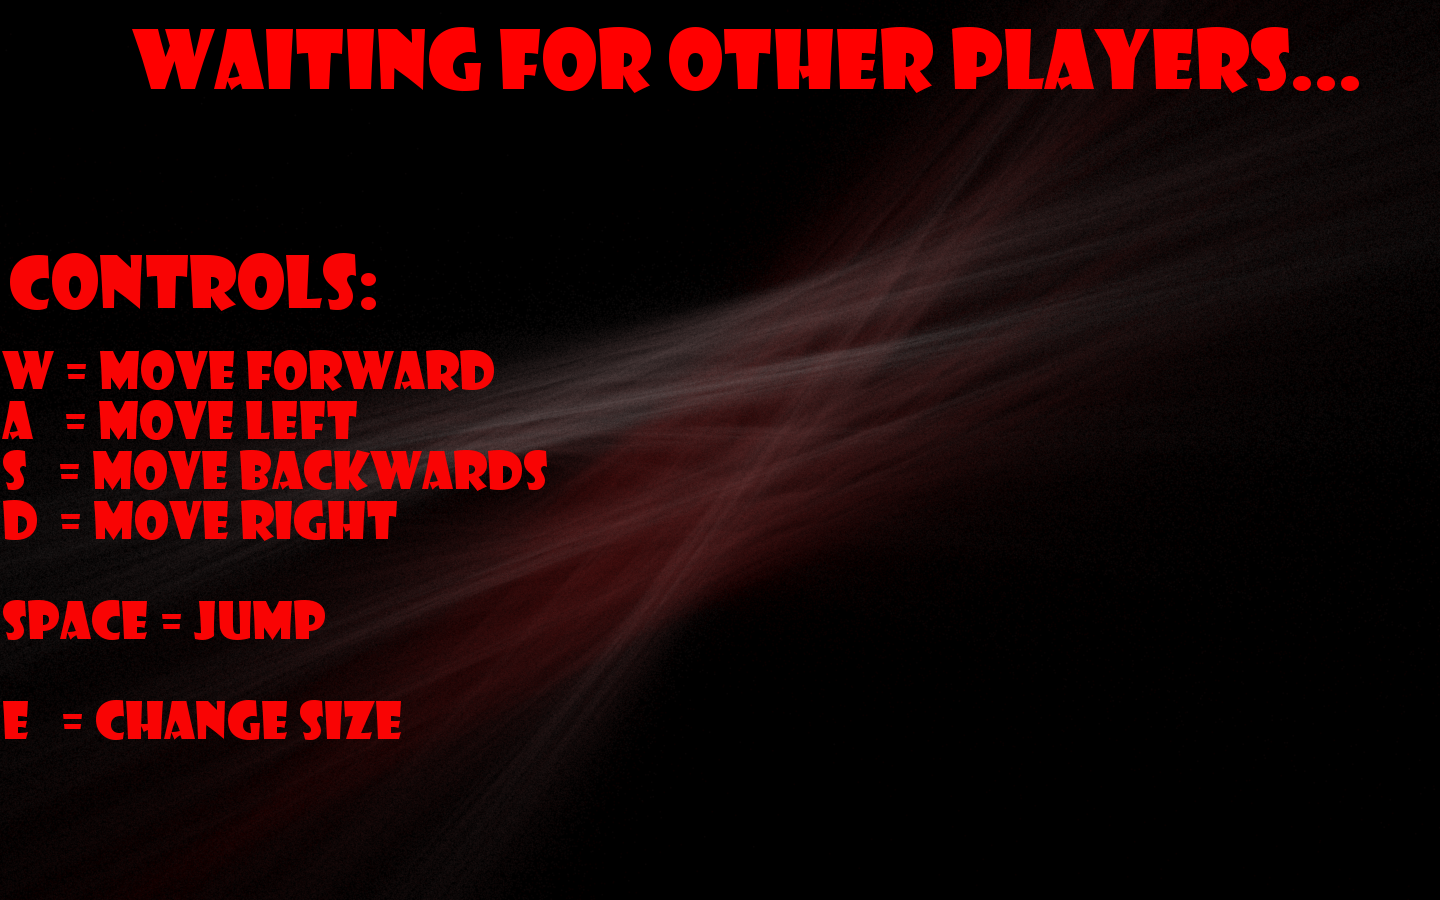 WAITING FOR OTHER PLAYERS...
CONTROLS:
W = MOVE FORWARD
A = MOVE LEFT
S = MOVE BACKWARDS
D = MOVE RIGHT
SPACE = JUMP
E = CHANGE SIZE